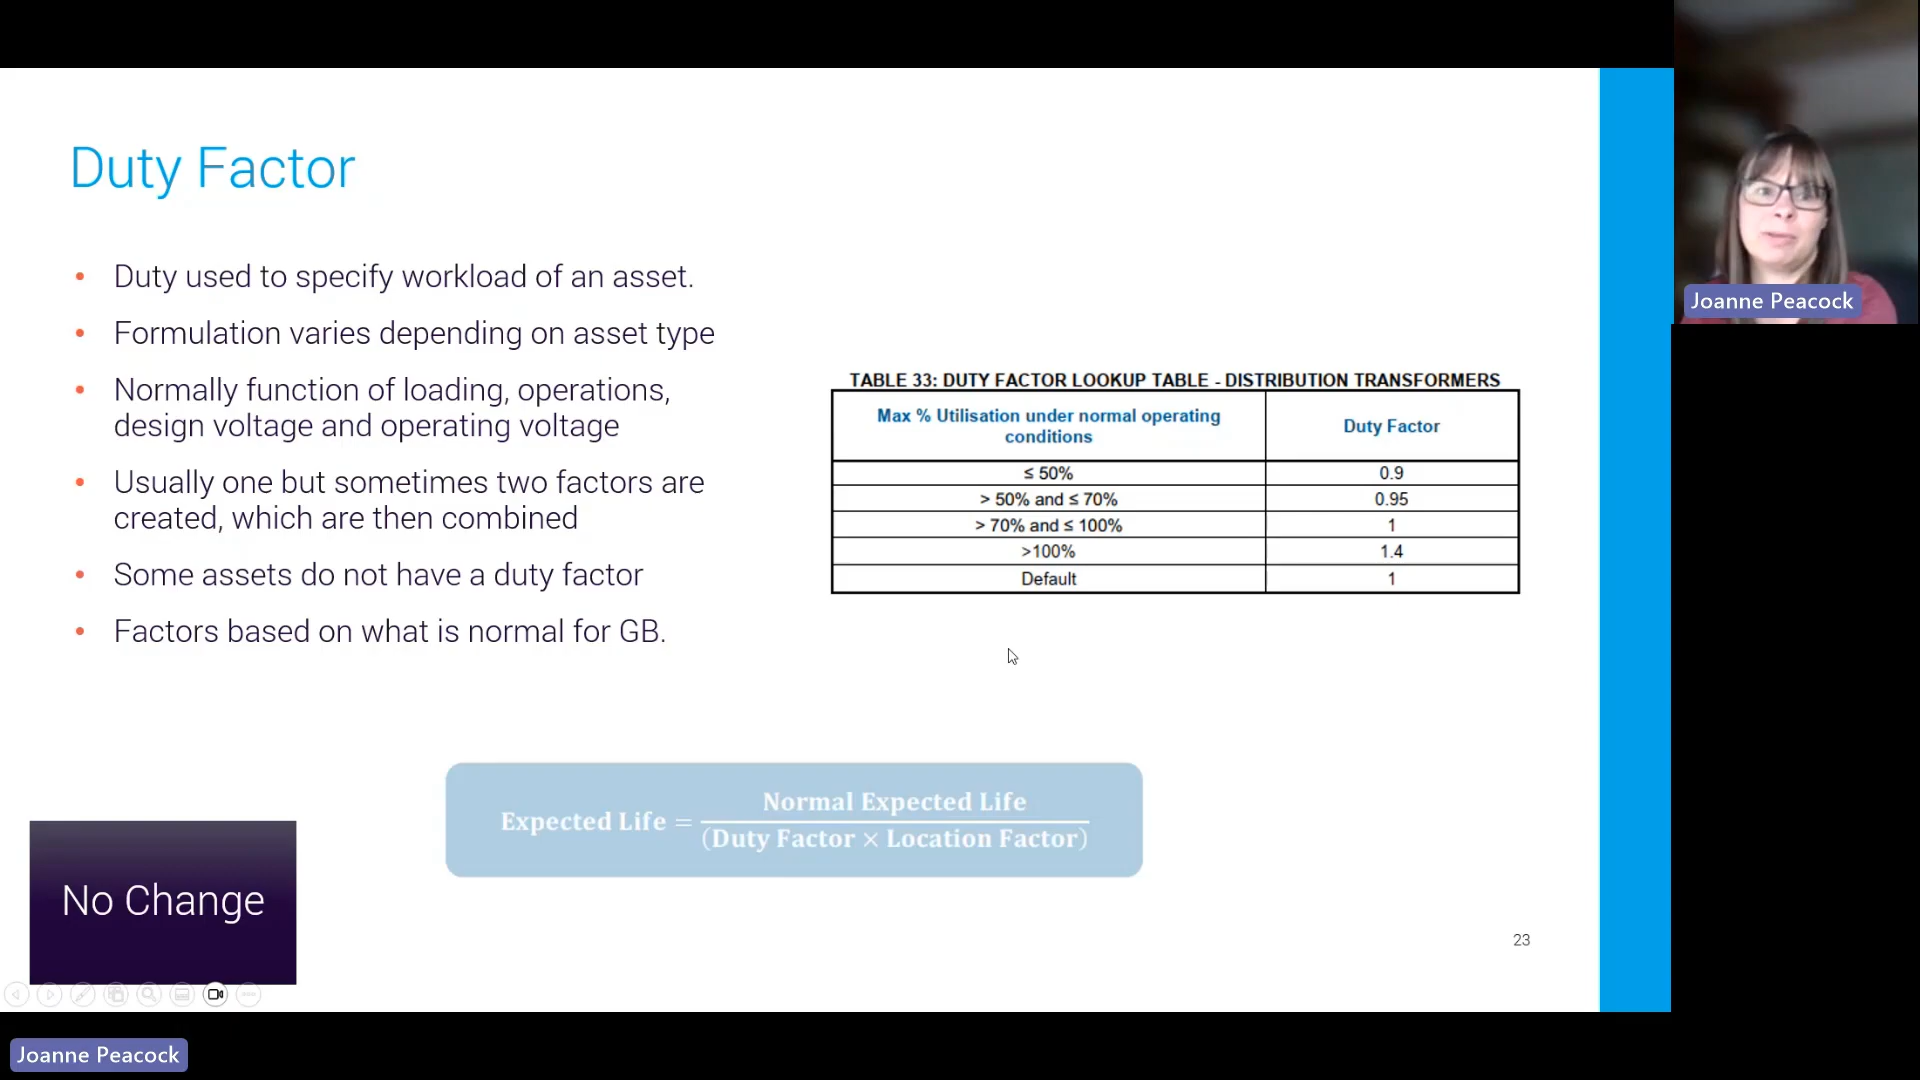 Duty Factor
• Duty used to specify workload of an asset.
• Formulation varies depending on asset type
• Normally function of loading, operations,
design voltage and operating voltage
• Usually one but sometimes two factors are
created, which are then combined
• Some assets do not have a duty factor
• Factors based on what is normal for GB.
TABLE 33: DUTY FACTOR LOOKUP TABLE - DISTRIBUTION TRANSFORMERS
Max % Utilisation under normal operating
conditions
Duty Factor
≤ 50% 0.9
> 50% and ≤ 70% 0.95
> 70% and ≤ 100% 1
>100% 1.4
Default 1
Expected Life = Normal Expected Life
(Duty Factor × Location Factor)
No Change
23
Joanne Peacock
Joanne Peacock